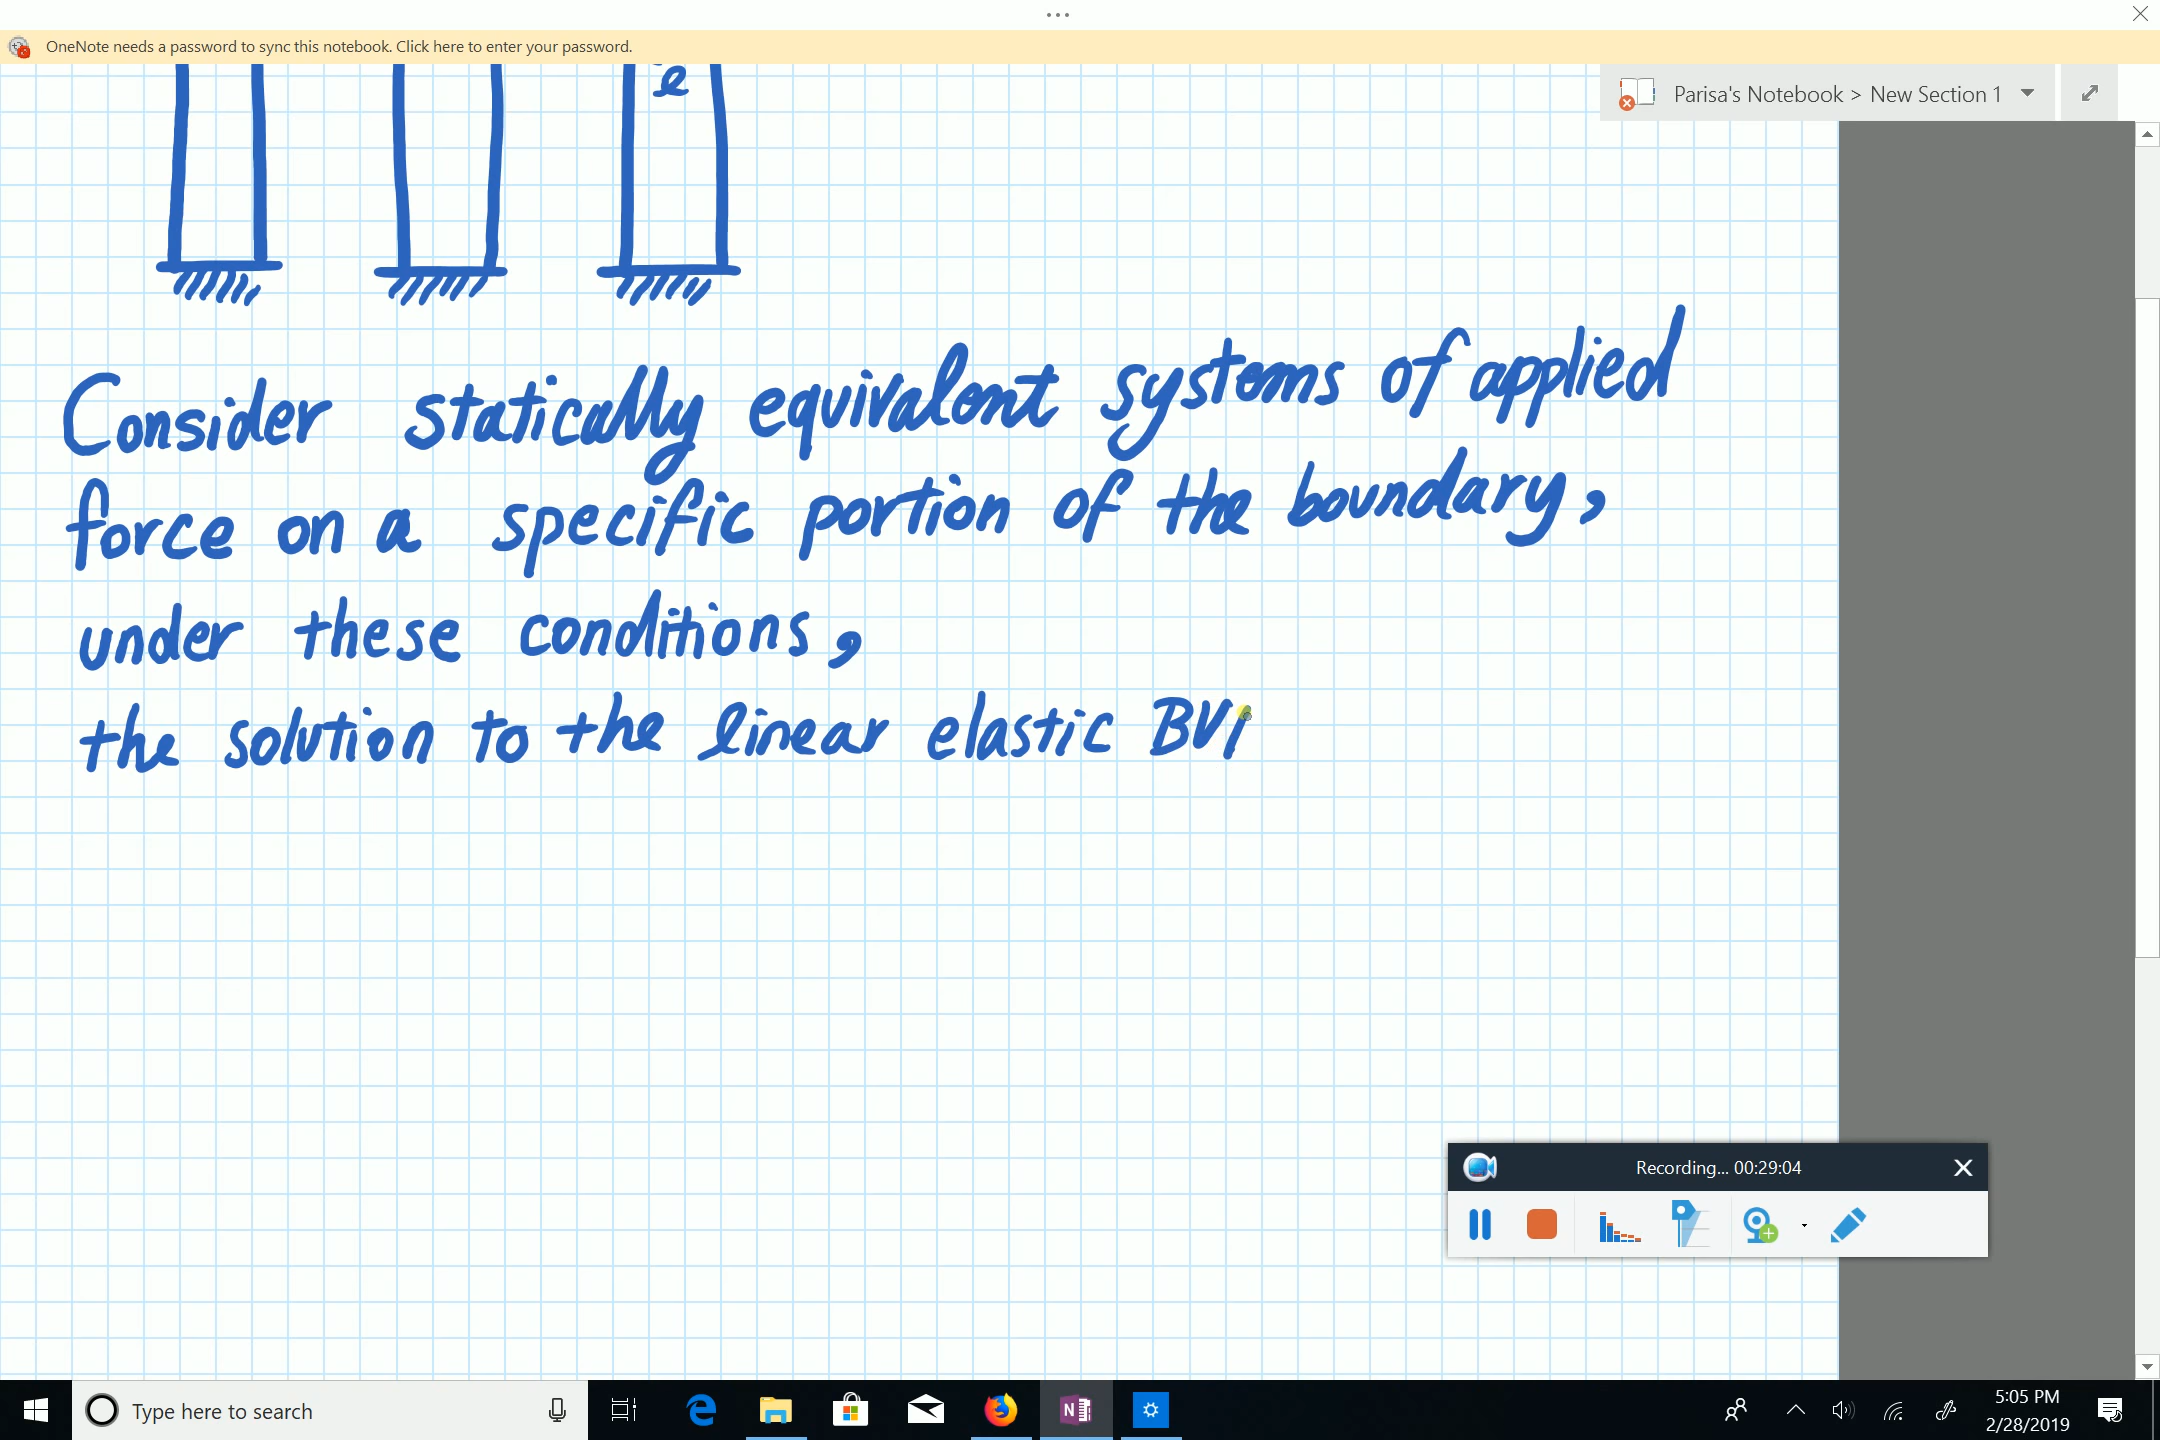 OneNote needs a password to sync this notebook. Click here to enter your password.
e
Parisa's Notebook > New Section 1
Consider statically equivalent systems of applied
force on a specific portion of the boundary,
under these conditions,
the solution to the linear elastic BV
Recording... 00:29:04
Type here to search
5:05 PM
2/28/2019